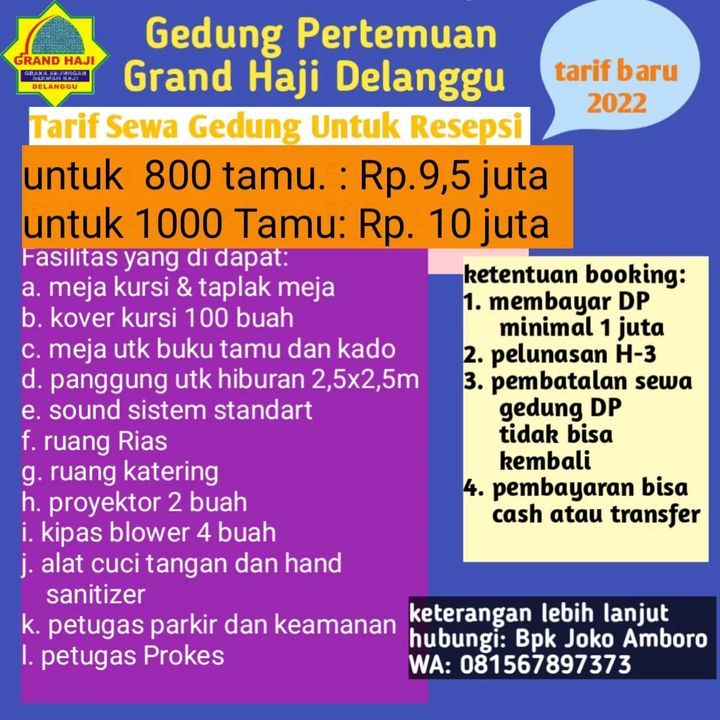 Gedung Pertemuan
Grand Haji Delanggu
GRAND HAJI
DELANGGU
tarif baru
2022
Tarif Sewa Gedung Untuk Resepsi
untuk 800 tamu. : Rp.9,5 juta
untuk 1000 Tamu: Rp. 10 juta
Fasilitas yang di dapat:
a. meja kursi & taplak meja
b. kover kursi 100 buah
c. meja utk buku tamu dan kado
d. panggung utk hiburan 2,5x2,5m
e. sound sistem standart
f. ruang Rias
g. ruang katering
h. proyektor 2 buah
i. kipas blower 4 buah
j. alat cuci tangan dan hand
sanitizer
k. petugas parkir dan keamanan
l. petugas Prokes
ketentuan booking:
1. membayar DP
minimal 1 juta
2. pelunasan H-3
3. pembatalan sewa
gedung DP
tidak bisa
kembali
4. pembayaran bisa
cash atau transfer
keterangan lebih lanjut
hubungi: Bpk Joko Amboro
WA: 081567897373